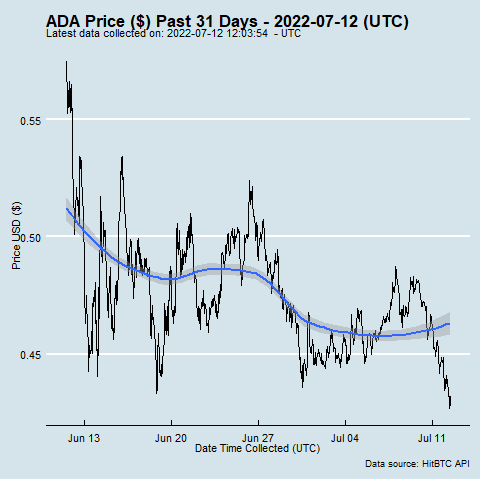 ADA Price ($) Past 31 Days - 2022-07-12 (UTC)
Latest data collected on: 2022-07-12 12:03:54 - UTC
0.55
0.50
0.45
Price USD ($)
Jun 13
Jun 20
Jun 27
Jul 04
Jul 11
Date Time Collected (UTC)
Data source: HitBTC API